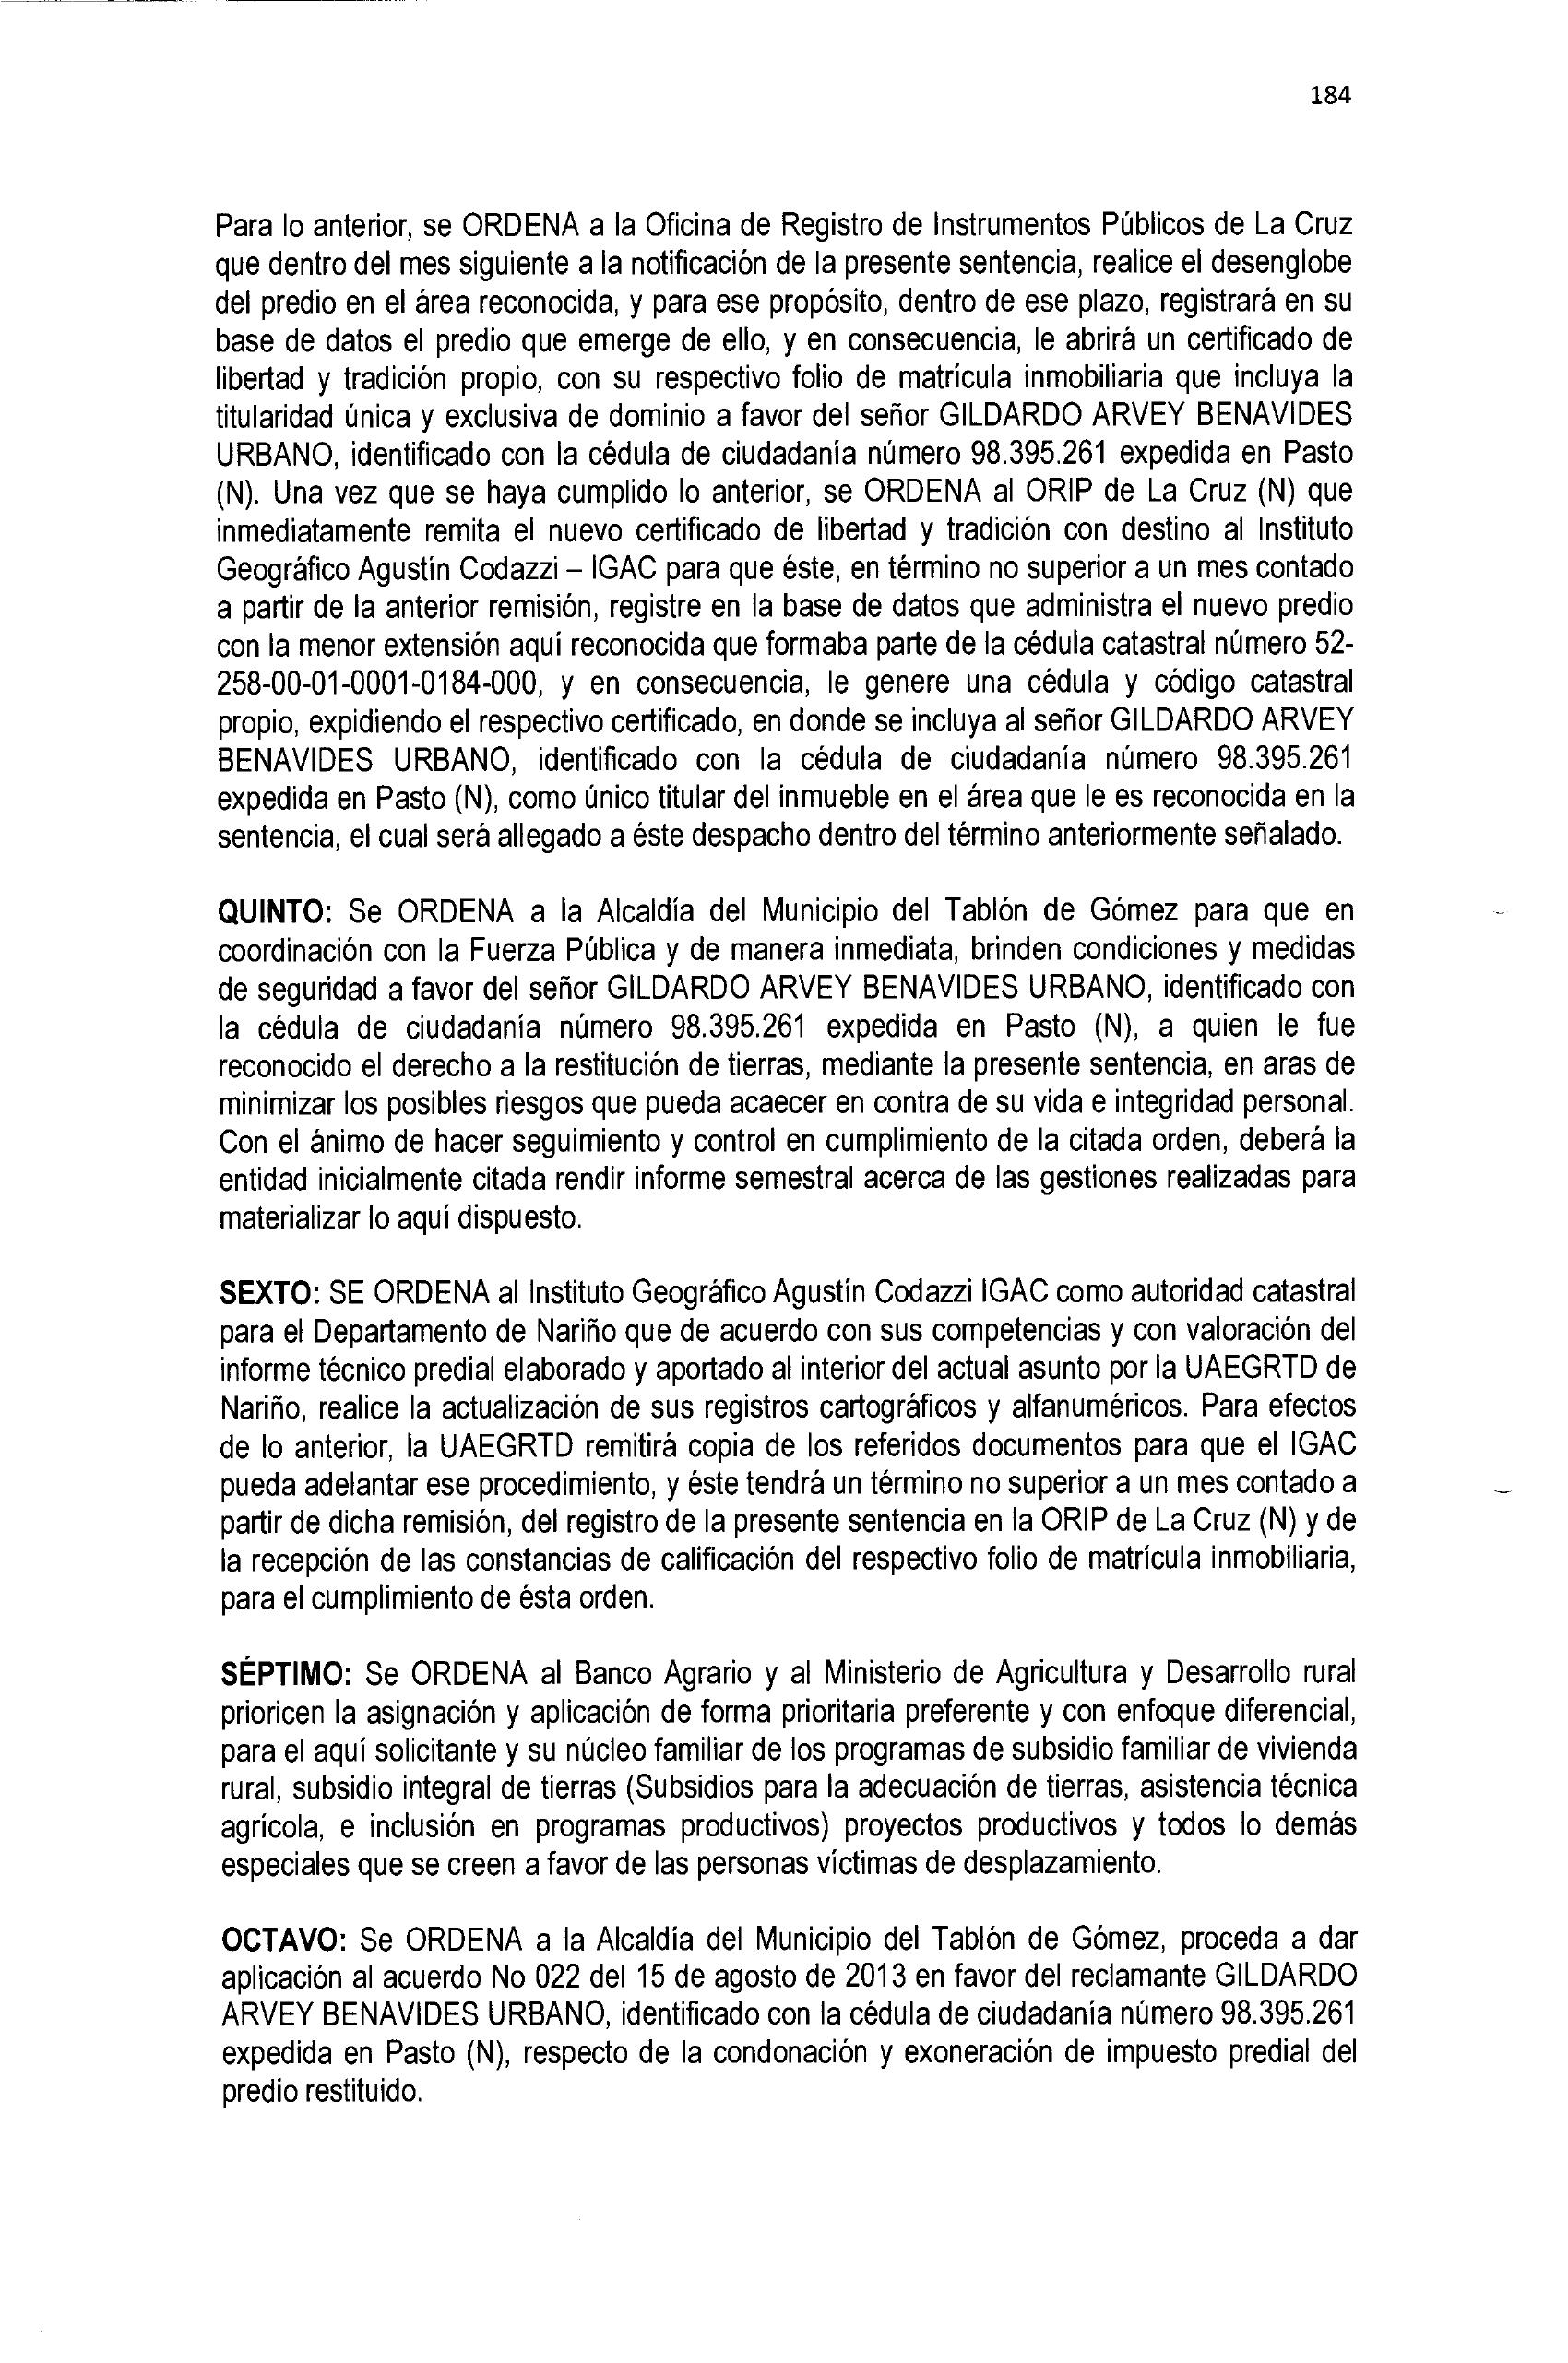 184
Para lo anterior, se ORDENA a la Oficina de Registro de Instrumentos Públicos de La Cruz
que dentro del mes siguiente a la notificación de la presente sentencia, realice el desenglobe
del predio en el área reconocida, y para ese propósito, dentro de ese plazo, registrará en su
base de datos el predio que emerge de ello, y en consecuencia, le abrirá un certificado de
libertad y tradición propio, con su respectivo folio de matrícula inmobiliaria que incluya la
titularidad única y exclusiva de dominio a favor del señor GILDARDO ARVEY BENAVIDES
URBANO, identificado con la cédula de ciudadanía número 98.395.261 expedida en Pasto
(N). Una vez que se haya cumplido lo anterior, se ORDENA al ORIP de La Cruz (N) que
inmediatamente remita el nuevo certificado de libertad y tradición con destino al Instituto
Geográfico Agustín Codazzi – IGAC para que éste, en término no superior a un mes contado
a partir de la anterior remisión, registre en la base de datos que administra el nuevo predio
con la menor extensión aquí reconocida que formaba parte de la cédula catastral número 52-
258-00-01-0001-0184-000, y en consecuencia, le genere una cédula y código catastral
propio, expidiendo el respectivo certificado, en donde se incluya al señor GILDARDO ARVEY
BENAVIDES URBANO, identificado con la cédula de ciudadanía número 98.395.261
expedida en Pasto (N), como único titular del inmueble en el área que le es reconocida en la
sentencia, el cual será allegado a éste despacho dentro del término anteriormente señalado.
QUINTO: Se ORDENA a la Alcaldía del Municipio del Tablón de Gómez para que en
coordinación con la Fuerza Pública y de manera inmediata, brinden condiciones y medidas
de seguridad a favor del señor GILDARDO ARVEY BENAVIDES URBANO, identificado con
la cédula de ciudadanía número 98.395.261 expedida en Pasto (N), a quien le fue
reconocido el derecho a la restitución de tierras, mediante la presente sentencia, en aras de
minimizar los posibles riesgos que pueda acaecer en contra de su vida e integridad personal.
Con el ánimo de hacer seguimiento y control en cumplimiento de la citada orden, deberá la
entidad inicialmente citada rendir informe semestral acerca de las gestiones realizadas para
materializar lo aquí dispuesto.
SEXTO: SE ORDENA al Instituto Geográfico Agustín Codazzi IGAC como autoridad catastral
para el Departamento de Nariño que de acuerdo con sus competencias y con valoración del
informe técnico predial elaborado y aportado al interior del actual asunto por la UAEGRTD de
Nariño, realice la actualización de sus registros cartográficos y alfanuméricos. Para efectos
de lo anterior, la UAEGRTD remitirá copia de los referidos documentos para que el IGAC
pueda adelantar ese procedimiento, y éste tendrá un término no superior a un mes contado a
partir de dicha remisión, del registro de la presente sentencia en la ORIP de La Cruz (N) y de
la recepción de las constancias de calificación del respectivo folio de matrícula inmobiliaria,
para el cumplimiento de ésta orden.
SÉPTIMO: Se ORDENA al Banco Agrario y al Ministerio de Agricultura y Desarrollo rural
prioricen la asignación y aplicación de forma prioritaria preferente y con enfoque diferencial,
para el aquí solicitante y su núcleo familiar de los programas de subsidio familiar de vivienda
rural, subsidio integral de tierras (Subsidios para la adecuación de tierras, asistencia técnica
agrícola, e inclusión en programas productivos) proyectos productivos y todos lo demás
especiales que se creen a favor de las personas víctimas de desplazamiento.
OCTAVO: Se ORDENA a la Alcaldía del Municipio del Tablón de Gómez, proceda a dar
aplicación al acuerdo No 022 del 15 de agosto de 2013 en favor del reclamante GILDARDO
ARVEY BENAVIDES URBANO, identificado con la cédula de ciudadanía número 98.395.261
expedida en Pasto (N), respecto de la condonación y exoneración de impuesto predial del
predio restituido.